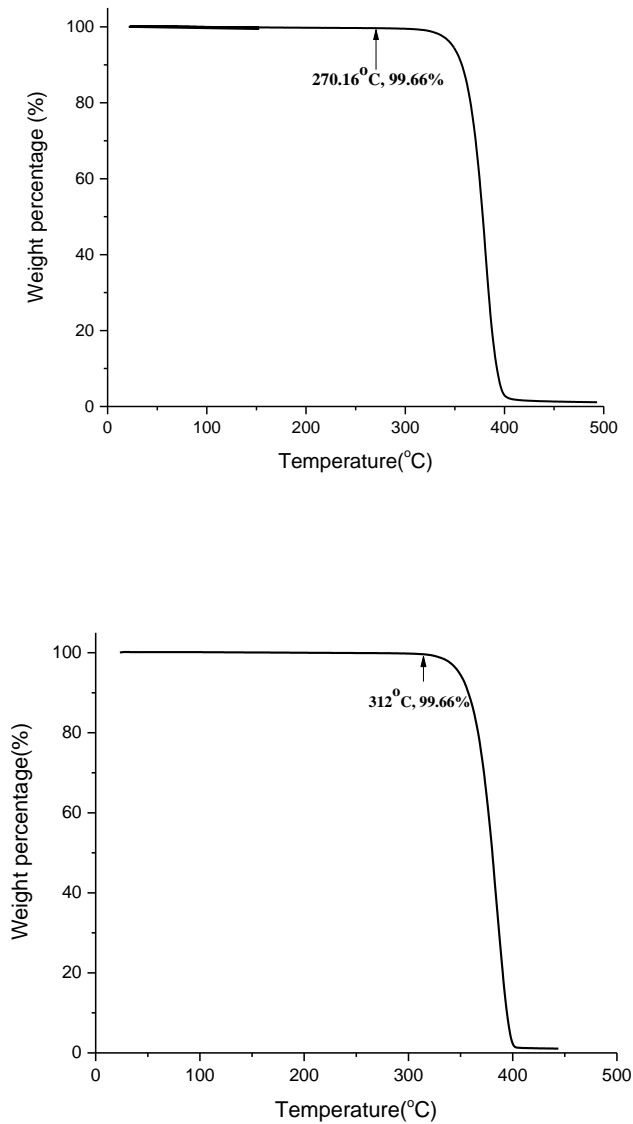 100
80
60
40
20
0
Weight percentage (%)
270.16°C, 99.66%
0 100 200 300 400 500
Temperature(°C)
100
80
60
40
20
0
Weight percentage(%)
312°C, 99.66%
0 100 200 300 400 500
Temperature(°C)